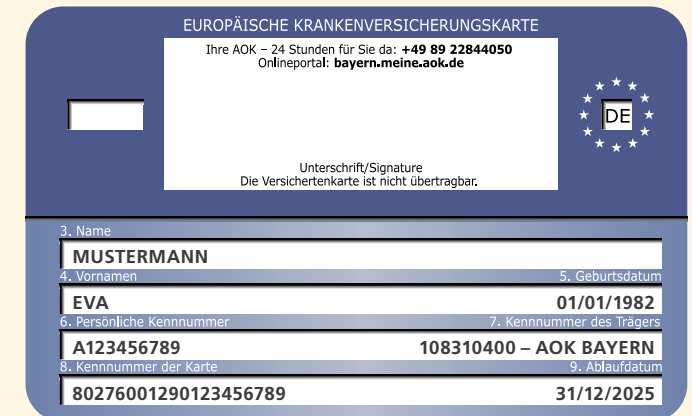 EUROPÄISCHE KRANKENVERSICHERUNGSKARTE
Ihre AOK – 24 Stunden für Sie da: +49 89 22844050
Onlineportal: bayern.meine.aok.de
DE
Unterschrift/Signature
Die Versichertenkarte ist nicht übertragbar.
3. Name
MUSTERMANN
4. Vornamen 5. Geburtsdatum
EVA 01/01/1982
6. Persönliche Kennnummer 7. Kennnummer des Trägers
A123456789 108310400 – AOK BAYERN
8. Kennnummer der Karte 9. Ablaufdatum
80276001290123456789 31/12/2025